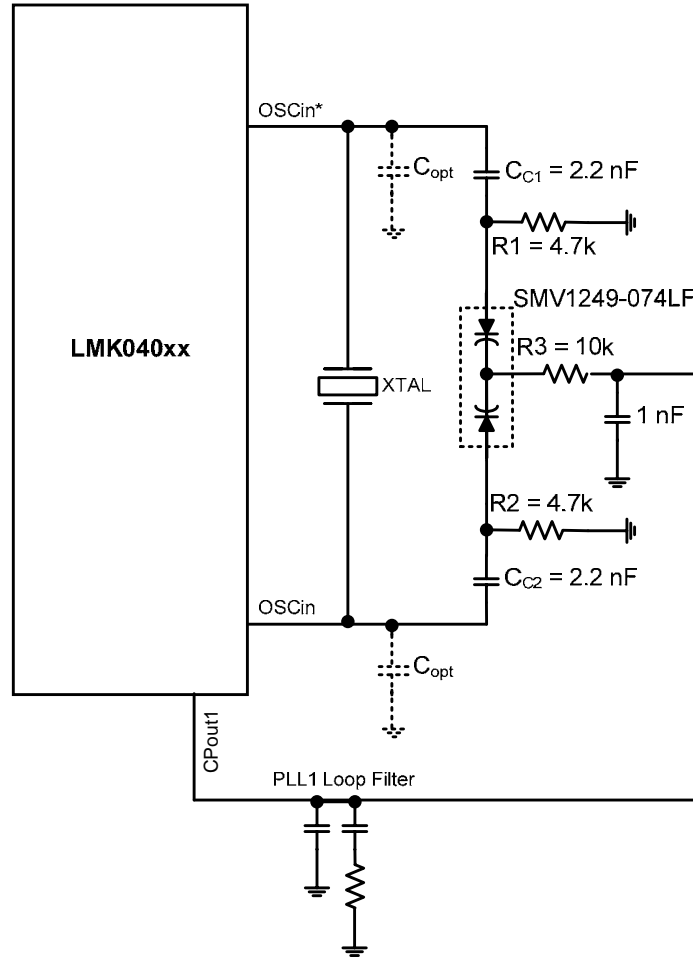 OSCin*
C_opt
C_C1 = 2.2 nF
R1 = 4.7k
SMV1249-074LF
LMK040xx
R3 = 10k
XTAL
1 nF
R2 = 4.7k
C_C2 = 2.2 nF
OSCin
C_opt
CPout1
PLL1 Loop Filter